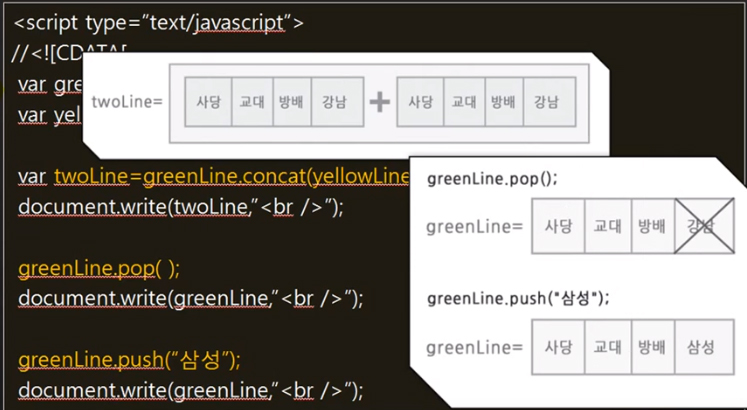 <script type="text/javascript">
//<![CDATA[
var gre
var yel
twoLine= 사당 교대 방배 강남 + 사당 교대 방배 강남
var twoLine=greenLine.concat(yellowLine
document.write(twoLine,"<br />");
greenLine.pop( );
document.write(greenLine,"<br />");
greenLine.push("삼성");
document.write(greenLine,"<br />");
greenLine.pop();
greenLine= 사당 교대 방배 강남
greenLine.push("삼성");
greenLine= 사당 교대 방배 삼성